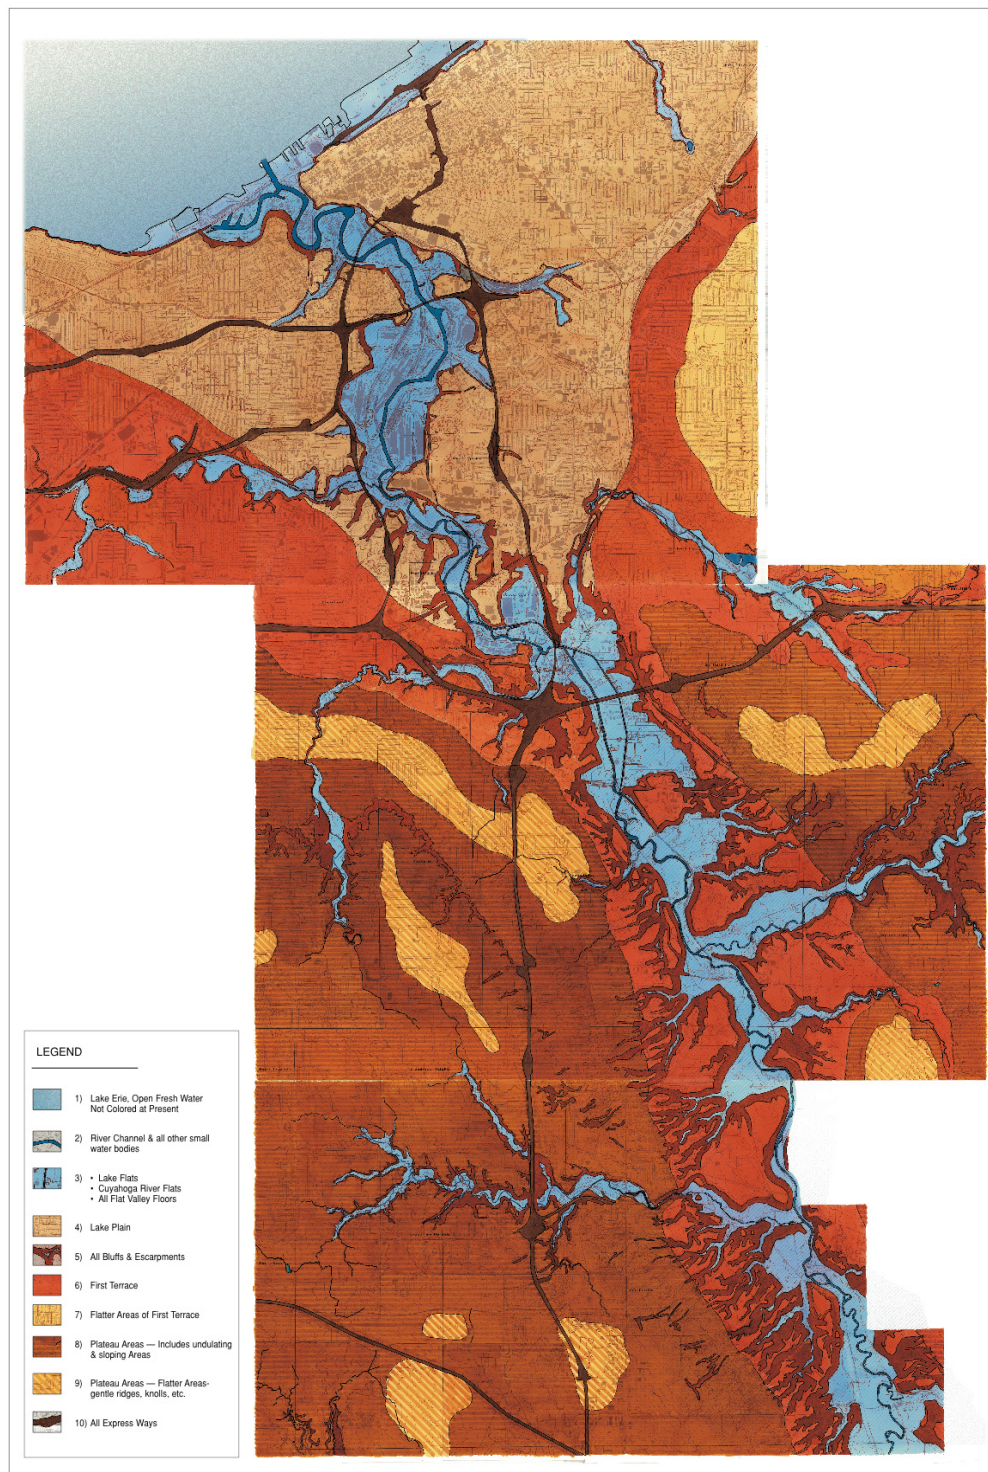 LEGEND
1) Lake Erie, Open Fresh Water
Not Colored at Present
2) River Channel & all other small
water bodies
3) • Lake Flats
• Cuyahoga River Flats
• All Flat Valley Floors
4) Lake Plain
5) All Bluffs & Escarpments
6) First Terrace
7) Flatter Areas of First Terrace
8) Plateau Areas — Includes undulating
& sloping Areas
9) Plateau Areas — Flatter Areas-
gentle ridges, knolls, etc.
10) All Express Ways